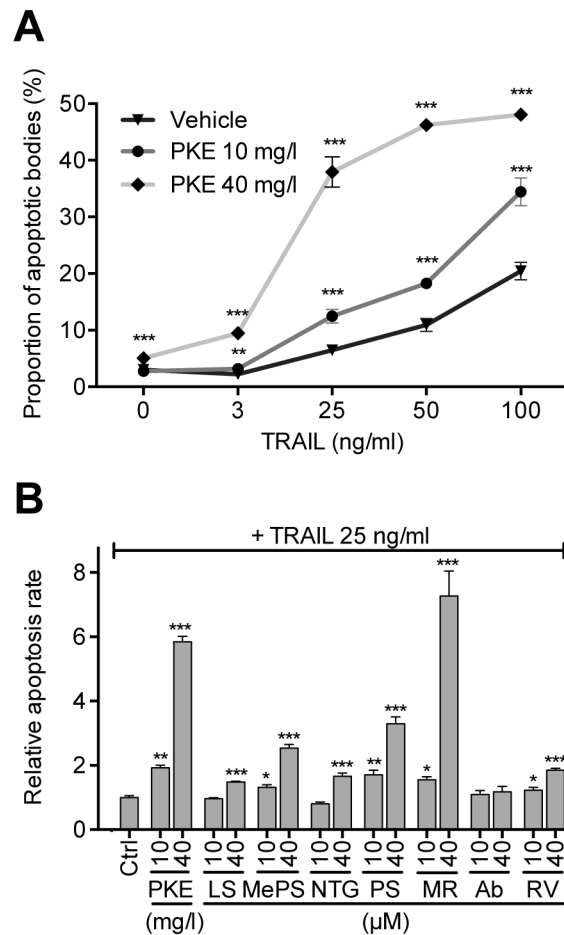 A
Proportion of apoptotic bodies (%)
50
40
30
20
10
0
Vehicle
PKE 10 mg/l
PKE 40 mg/l
***
***
***
***
***
***
***
***
**
0 3 25 50 100
TRAIL (ng/ml)
B
+ TRAIL 25 ng/ml
Relative apoptosis rate
8
6
4
2
0
**
***
***
*
***
***
**
***
*
***
*
***
Ctrl 10 40 10 40 10 40 10 40 10 40 10 40 10 40 10 40
PKE LS MePS NTG PS MR Ab RV
(mg/l) (µM)